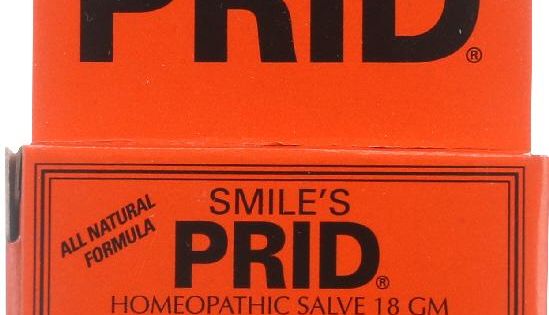 PRID®
SMILE'S
ALL NATURAL
FORMULA
PRID®
HOMEOPATHIC SALVE 18 GM